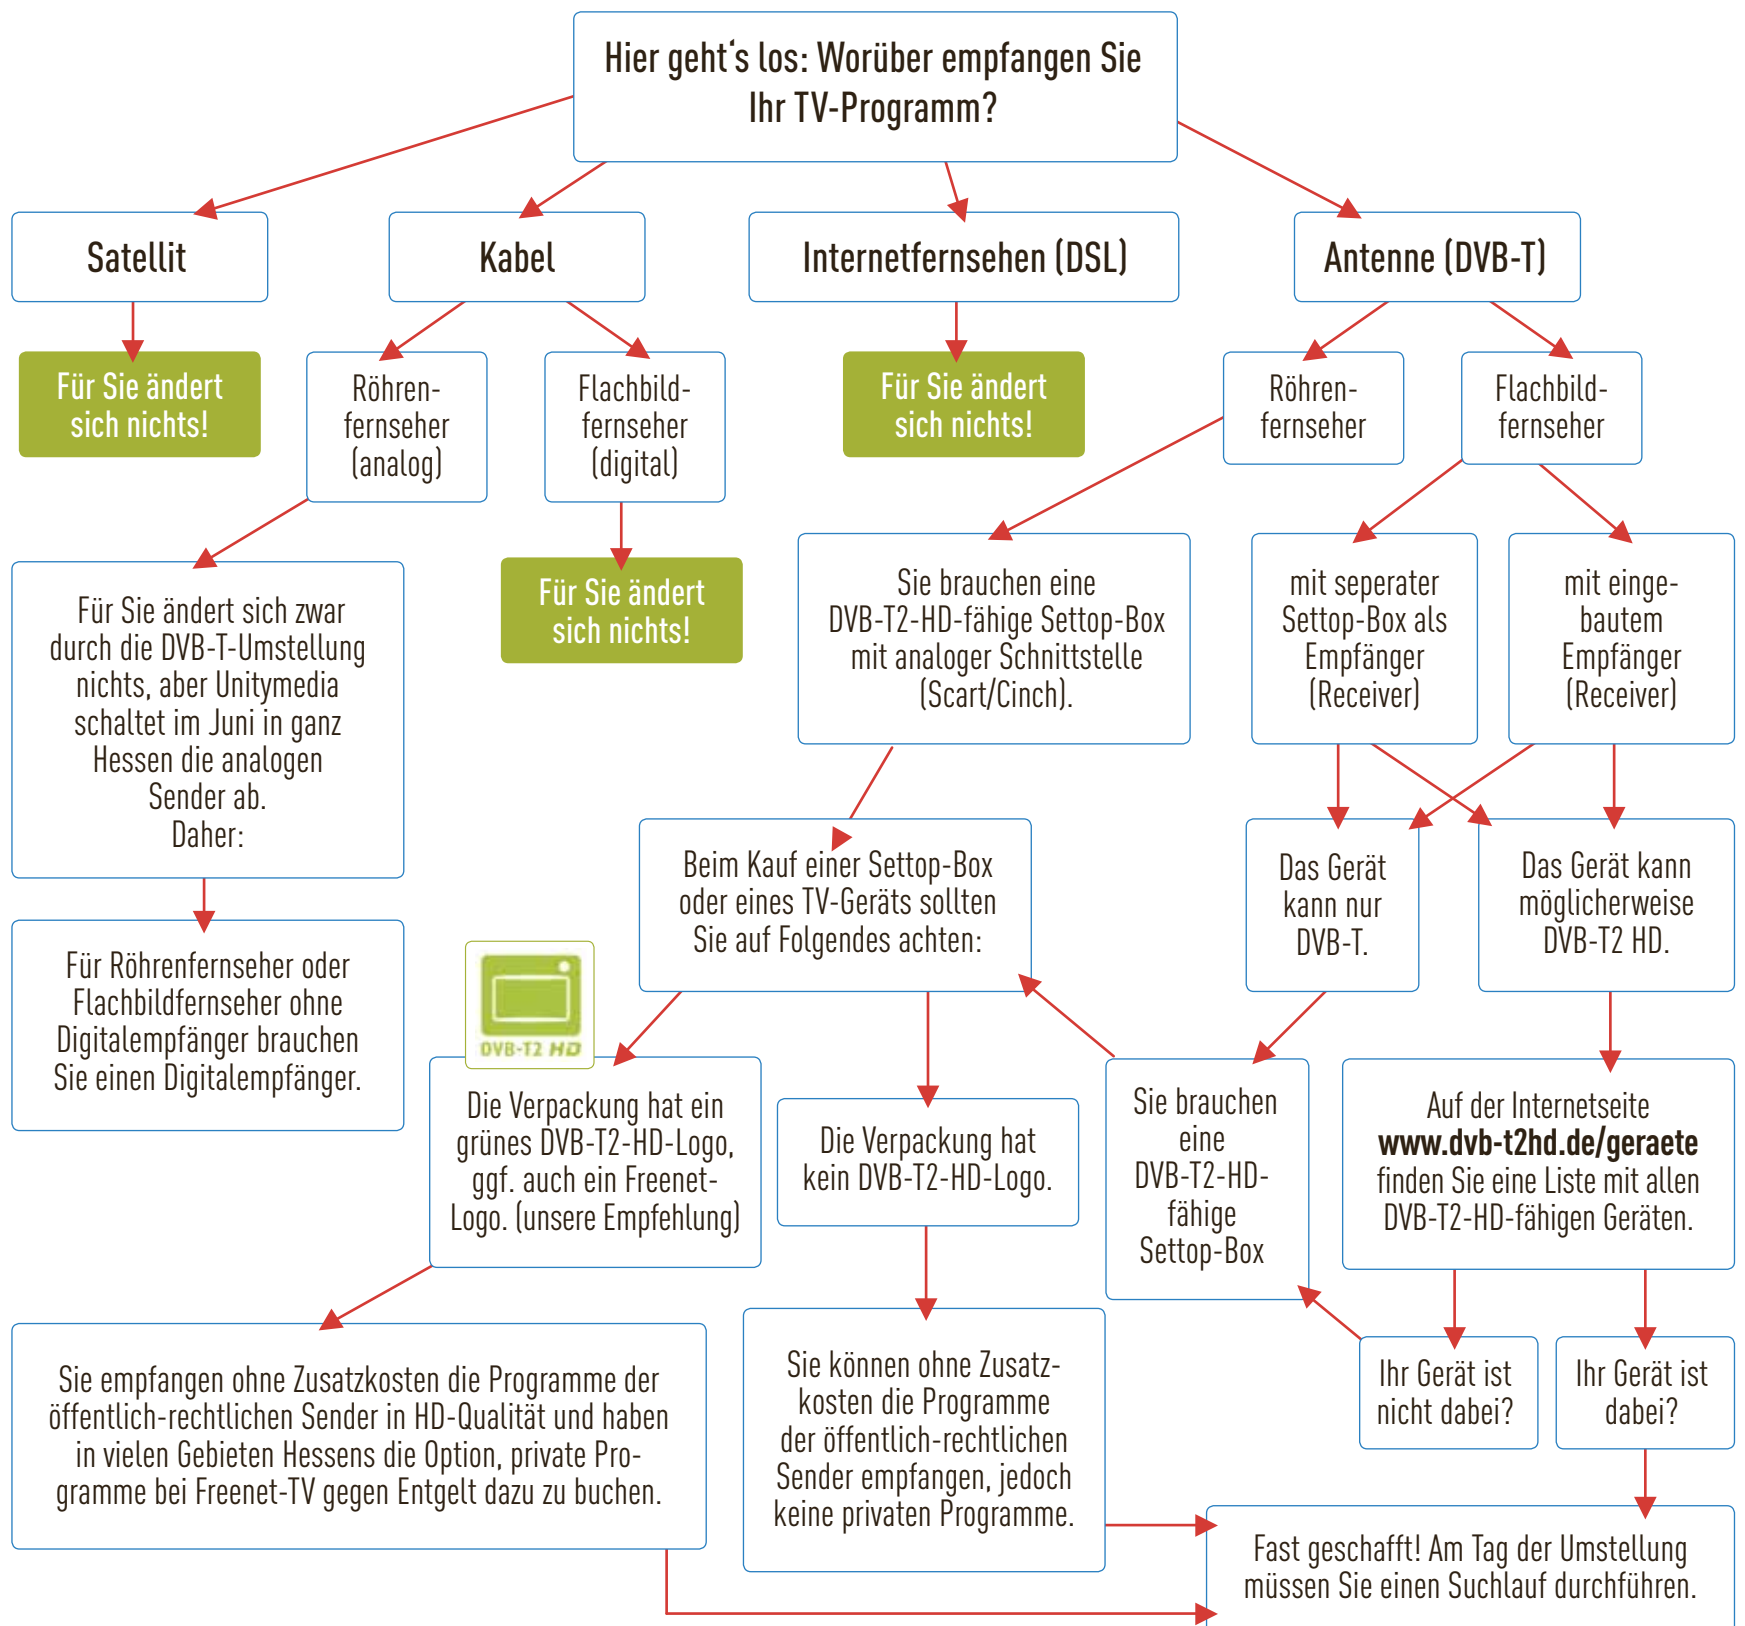 Hier geht‘s los: Worüber empfangen Sie
Ihr TV-Programm?
Satellit
Kabel
Internetfernsehen (DSL)
Antenne (DVB-T)
Für Sie ändert
sich nichts!
Röhren-
fernseher
(analog)
Flachbild-
fernseher
(digital)
Für Sie ändert
sich nichts!
Röhren-
fernseher
Flachbild-
fernseher
Für Sie ändert sich zwar
durch die DVB-T-Umstellung
nichts, aber Unitymedia
schaltet im Juni in ganz
Hessen die analogen
Sender ab.
Daher:
Für Sie ändert
sich nichts!
Sie brauchen eine
DVB-T2-HD-fähige Settop-Box
mit analoger Schnittstelle
(Scart/Cinch).
mit seperater
Settop-Box als
Empfänger
(Receiver)
mit einge-
bautem
Empfänger
(Receiver)
Beim Kauf einer Settop-Box
oder eines TV-Geräts sollten
Sie auf Folgendes achten:
Das Gerät
kann nur
DVB-T.
Das Gerät kann
möglicherweise
DVB-T2 HD.
Für Röhrenfernseher oder
Flachbildfernseher ohne
Digitalempfänger brauchen
Sie einen Digitalempfänger.
DVB-T2 HD
Die Verpackung hat ein
grünes DVB-T2-HD-Logo,
ggf. auch ein Freenet-
Logo. (unsere Empfehlung)
Die Verpackung hat
kein DVB-T2-HD-Logo.
Sie brauchen
eine
DVB-T2-HD-
fähige
Settop-Box
Auf der Internetseite
www.dvb-t2hd.de/geraete
finden Sie eine Liste mit allen
DVB-T2-HD-fähigen Geräten.
Sie empfangen ohne Zusatzkosten die Programme der
öffentlich-rechtlichen Sender in HD-Qualität und haben
in vielen Gebieten Hessens die Option, private Pro-
gramme bei Freenet-TV gegen Entgelt dazu zu buchen.
Sie können ohne Zusatz-
kosten die Programme
der öffentlich-rechtlichen
Sender empfangen, jedoch
keine privaten Programme.
Ihr Gerät ist
nicht dabei?
Ihr Gerät ist
dabei?
Fast geschafft! Am Tag der Umstellung
müssen Sie einen Suchlauf durchführen.